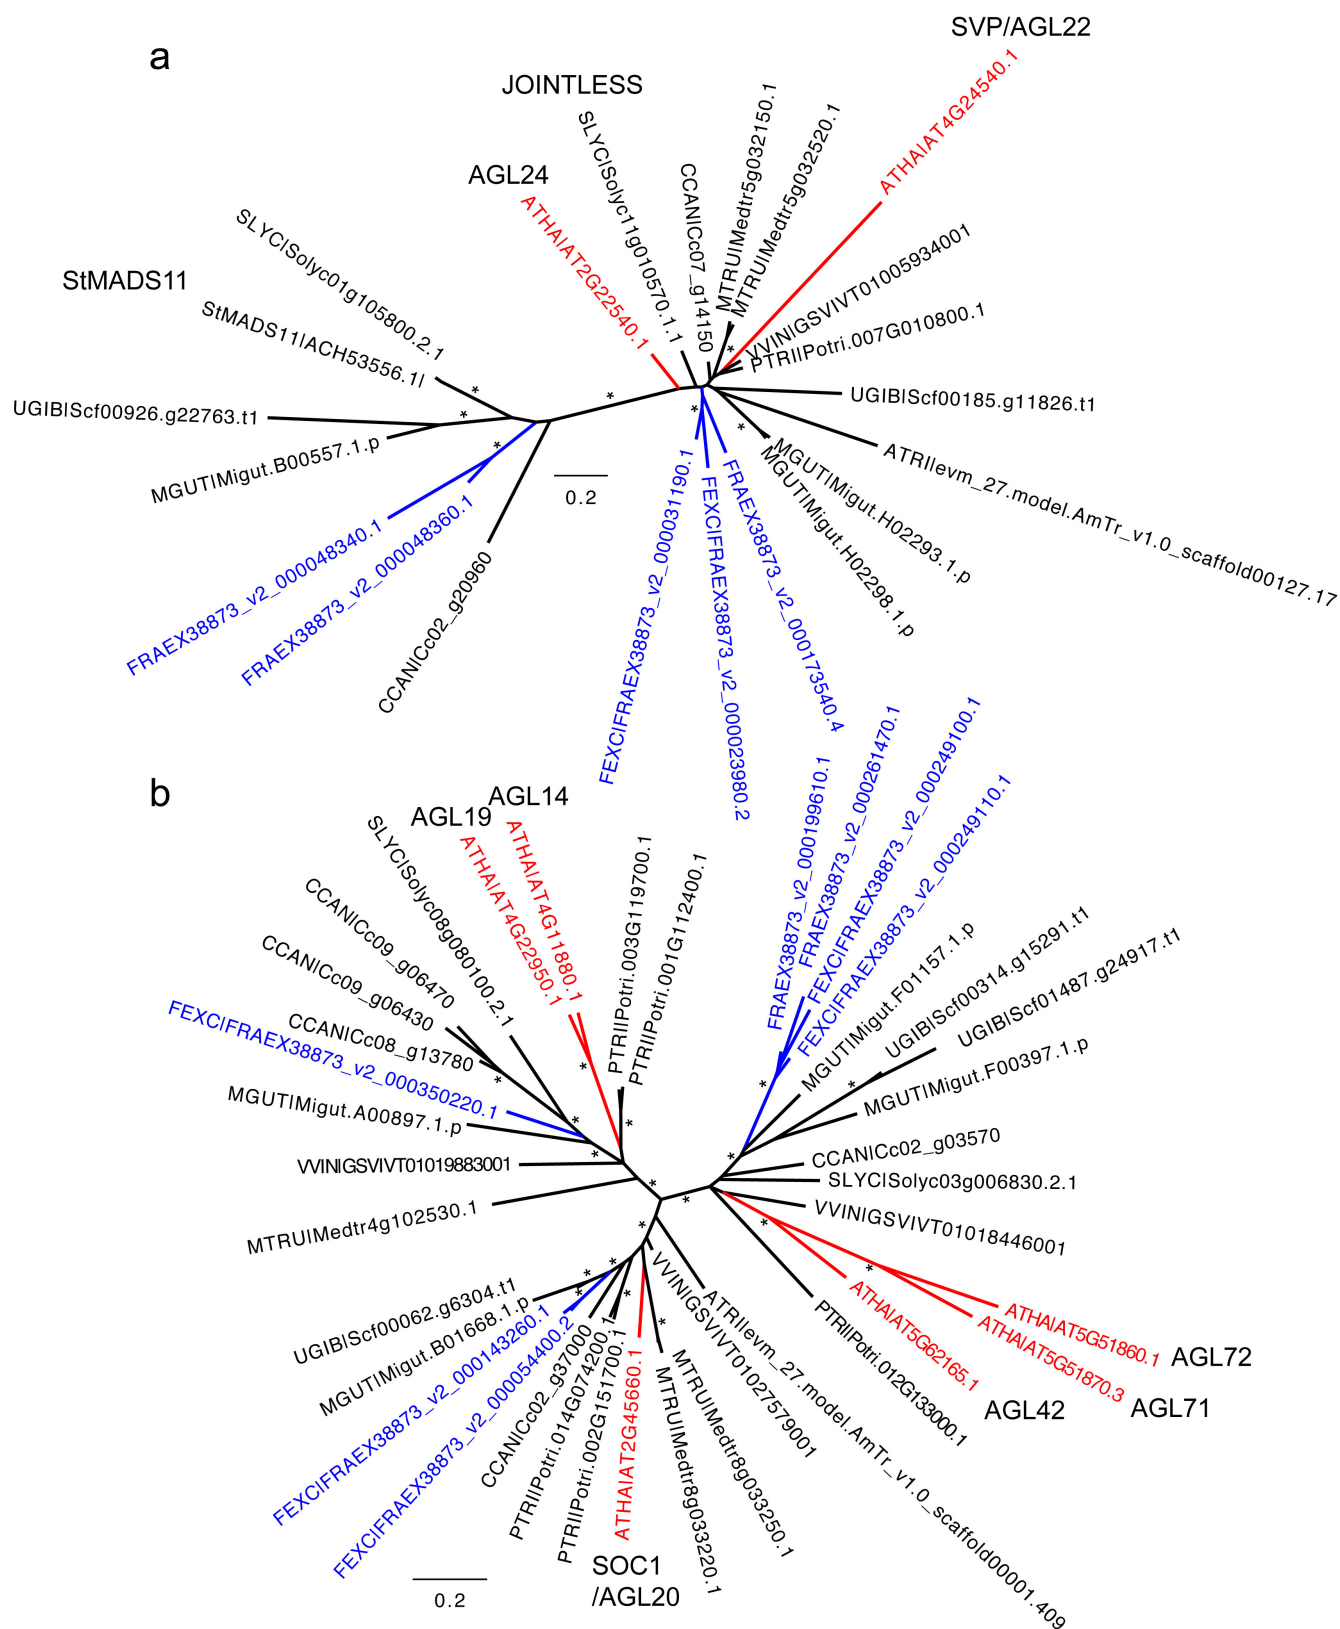 a
SVP/AGL22
ATHA|AT4G24540.1
JOINTLESS
SLYC|Solyc11g010570.1.1
CCAN|Cc07_g14150
MTRU|Medtr5g032150.1
MTRU|Medtr5g032520.1
AGL24
ATHA|AT2G22540.1
SLYC|Solyc01g105800.2.1
VVIN|GSVIVT01005934001
StMADS11
StMADS11|ACH53556.1|
PTRI|Potri.007G010800.1
UGIB|Scf00926.g22763.t1
UGIB|Scf00185.g11826.t1
MGUT|Migut.B00557.1.p
ATRI|evm_27.model.AmTr_v1.0_scaffold00127.17
MGUT|Migut.H02293.1.p
MGUT|Migut.H02298.1.p
0.2
FRAEX38873_v2_000048340.1
FRAEX38873_v2_000048360.1
CCAN|Cc02_g20960
FEXC|FRAEX38873_v2_000031190.1
FEXC|FRAEX38873_v2_000023980.2
FRAEX38873_v2_000173540.4
b
AGL14
AGL19
ATHA|AT4G11880.1
ATHA|AT4G22950.1
SLYC|Solyc08g080100.2.1
PTRI|Potri.003G119700.1
PTRI|Potri.001G112400.1
FRAEX38873_v2_000199610.1
FRAEX38873_v2_000261470.1
FEXC|FRAEX38873_v2_000249100.1
FEXC|FRAEX38873_v2_000249110.1
CCAN|Cc09_g06470
CCAN|Cc09_g06430
CCAN|Cc08_g13780
FEXC|FRAEX38873_v2_000350220.1
MGUT|Migut.F01157.1.p
UGIB|Scf00314.g15291.t1
UGIB|Scf01487.g24917.t1
MGUT|Migut.F00397.1.p
MGUT|Migut.A00897.1.p
CCAN|Cc02_g03570
VVIN|GSVIVT01019883001
SLYC|Solyc03g006830.2.1
MTRU|Medtr4g102530.1
VVIN|GSVIVT01018446001
UGIB|Scf00062.g6304.t1
MGUT|Migut.B01668.1.p
FEXC|FRAEX38873_v2_000143260.1
FEXC|FRAEX38873_v2_000054400.2
CCAN|Cc02_g37000
PTRI|Potri.014G074200.1
PTRI|Potri.002G151700.1
ATHA|AT2G45660.1
MTRU|Medtr8g033220.1
MTRU|Medtr8g033250.1
VVIN|GSVIVT01027579001
ATRI|evm_27.model.AmTr_v1.0_scaffold00001.409
PTRI|Potri.012G133000.1
ATHA|AT5G62165.1
ATHA|AT5G51870.3
ATHA|AT5G51860.1
AGL72
AGL71
AGL42
SOC1
/AGL20
0.2